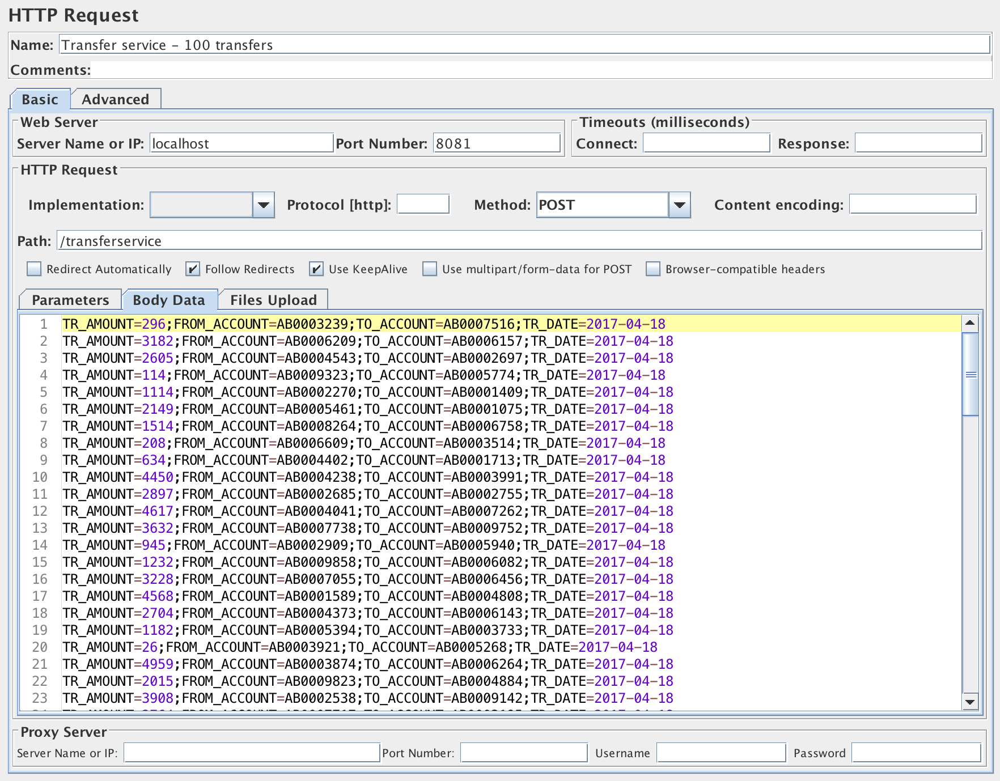 HTTP Request
Name: Transfer service - 100 transfers
Comments:
Basic Advanced
Web Server Timeouts (milliseconds)
Server Name or IP: localhost Port Number: 8081 Connect: Response:
HTTP Request
Implementation: Protocol [http]: Method: POST Content encoding:
Path: /transferservice
Redirect Automatically Follow Redirects Use KeepAlive Use multipart/form-data for POST Browser-compatible headers
Parameters Body Data Files Upload
1 TR_AMOUNT=296;FROM_ACCOUNT=AB0003239;TO_ACCOUNT=AB0007516;TR_DATE=2017-04-18
2 TR_AMOUNT=3182;FROM_ACCOUNT=AB0006209;TO_ACCOUNT=AB0006157;TR_DATE=2017-04-18
3 TR_AMOUNT=2605;FROM_ACCOUNT=AB0004543;TO_ACCOUNT=AB0002697;TR_DATE=2017-04-18
4 TR_AMOUNT=114;FROM_ACCOUNT=AB0009323;TO_ACCOUNT=AB0005774;TR_DATE=2017-04-18
5 TR_AMOUNT=1114;FROM_ACCOUNT=AB0002270;TO_ACCOUNT=AB0001409;TR_DATE=2017-04-18
6 TR_AMOUNT=2149;FROM_ACCOUNT=AB0005461;TO_ACCOUNT=AB0001075;TR_DATE=2017-04-18
7 TR_AMOUNT=1514;FROM_ACCOUNT=AB0008264;TO_ACCOUNT=AB0006758;TR_DATE=2017-04-18
8 TR_AMOUNT=208;FROM_ACCOUNT=AB0006609;TO_ACCOUNT=AB0003514;TR_DATE=2017-04-18
9 TR_AMOUNT=634;FROM_ACCOUNT=AB0004402;TO_ACCOUNT=AB0001713;TR_DATE=2017-04-18
10 TR_AMOUNT=4450;FROM_ACCOUNT=AB0004238;TO_ACCOUNT=AB0003991;TR_DATE=2017-04-18
11 TR_AMOUNT=2897;FROM_ACCOUNT=AB0002685;TO_ACCOUNT=AB0002755;TR_DATE=2017-04-18
12 TR_AMOUNT=4617;FROM_ACCOUNT=AB0004041;TO_ACCOUNT=AB0007262;TR_DATE=2017-04-18
13 TR_AMOUNT=3632;FROM_ACCOUNT=AB0007738;TO_ACCOUNT=AB0009752;TR_DATE=2017-04-18
14 TR_AMOUNT=945;FROM_ACCOUNT=AB0002909;TO_ACCOUNT=AB0005940;TR_DATE=2017-04-18
15 TR_AMOUNT=1232;FROM_ACCOUNT=AB0009858;TO_ACCOUNT=AB0006082;TR_DATE=2017-04-18
16 TR_AMOUNT=3228;FROM_ACCOUNT=AB0007055;TO_ACCOUNT=AB0006456;TR_DATE=2017-04-18
17 TR_AMOUNT=4568;FROM_ACCOUNT=AB0001589;TO_ACCOUNT=AB0004808;TR_DATE=2017-04-18
18 TR_AMOUNT=2704;FROM_ACCOUNT=AB0004373;TO_ACCOUNT=AB0006143;TR_DATE=2017-04-18
19 TR_AMOUNT=1182;FROM_ACCOUNT=AB0005394;TO_ACCOUNT=AB0003733;TR_DATE=2017-04-18
20 TR_AMOUNT=26;FROM_ACCOUNT=AB0003921;TO_ACCOUNT=AB0005268;TR_DATE=2017-04-18
21 TR_AMOUNT=4959;FROM_ACCOUNT=AB0003874;TO_ACCOUNT=AB0006264;TR_DATE=2017-04-18
22 TR_AMOUNT=2015;FROM_ACCOUNT=AB0009823;TO_ACCOUNT=AB0004884;TR_DATE=2017-04-18
23 TR_AMOUNT=3908;FROM_ACCOUNT=AB0002538;TO_ACCOUNT=AB0009142;TR_DATE=2017-04-18
Proxy Server
Server Name or IP: Port Number: Username Password